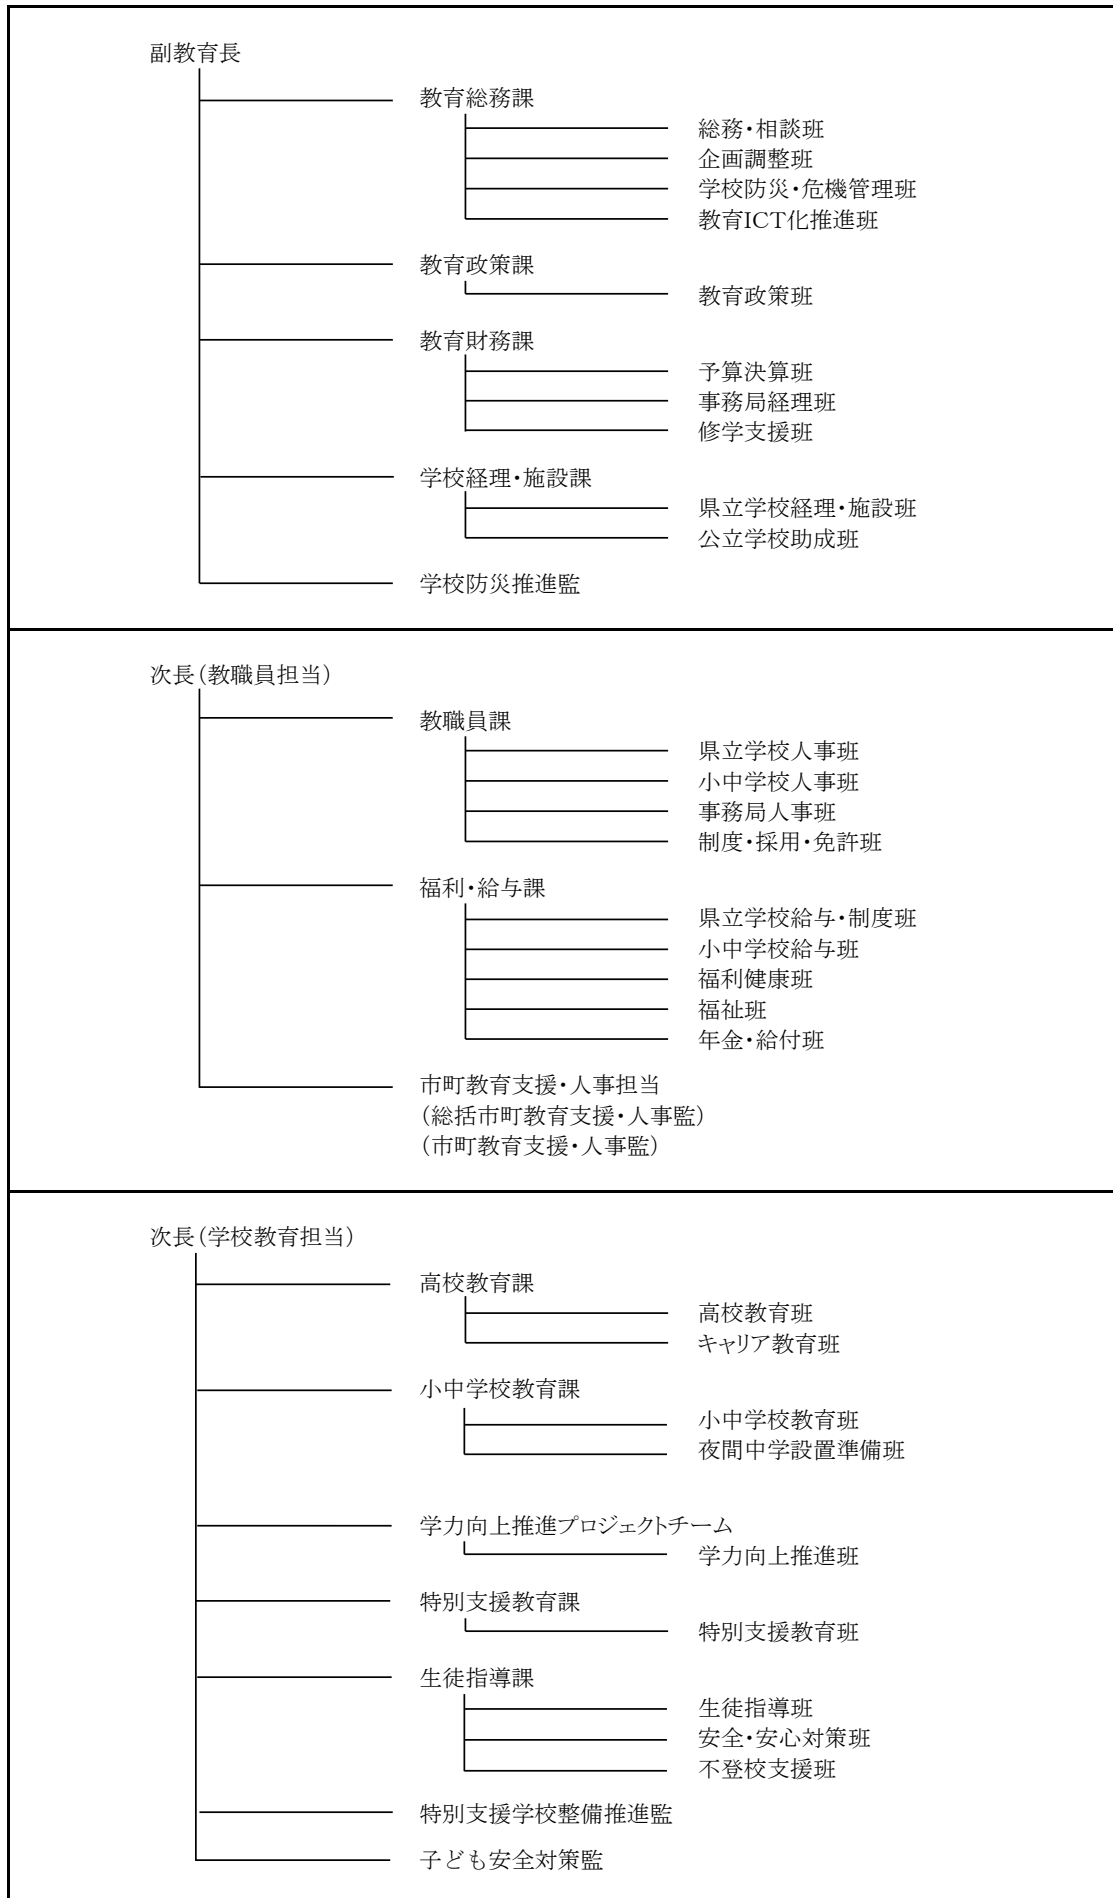 副教育長
教育総務課
総務・相談班
企画調整班
学校防災・危機管理班
教育ICT化推進班
教育政策課
教育政策班
教育財務課
予算決算班
事務局経理班
修学支援班
学校経理・施設課
県立学校経理・施設班
公立学校助成班
学校防災推進監
次長(教職員担当)
教職員課
県立学校人事班
小中学校人事班
事務局人事班
制度・採用・免許班
福利・給与課
県立学校給与・制度班
小中学校給与班
福利健康班
福祉班
年金・給付班
市町教育支援・人事担当
(総括市町教育支援・人事監)
(市町教育支援・人事監)
次長(学校教育担当)
高校教育課
高校教育班
キャリア教育班
小中学校教育課
小中学校教育班
夜間中学設置準備班
学力向上推進プロジェクトチーム
学力向上推進班
特別支援教育課
特別支援教育班
生徒指導課
生徒指導班
安全・安心対策班
不登校支援班
特別支援学校整備推進監
子ども安全対策監